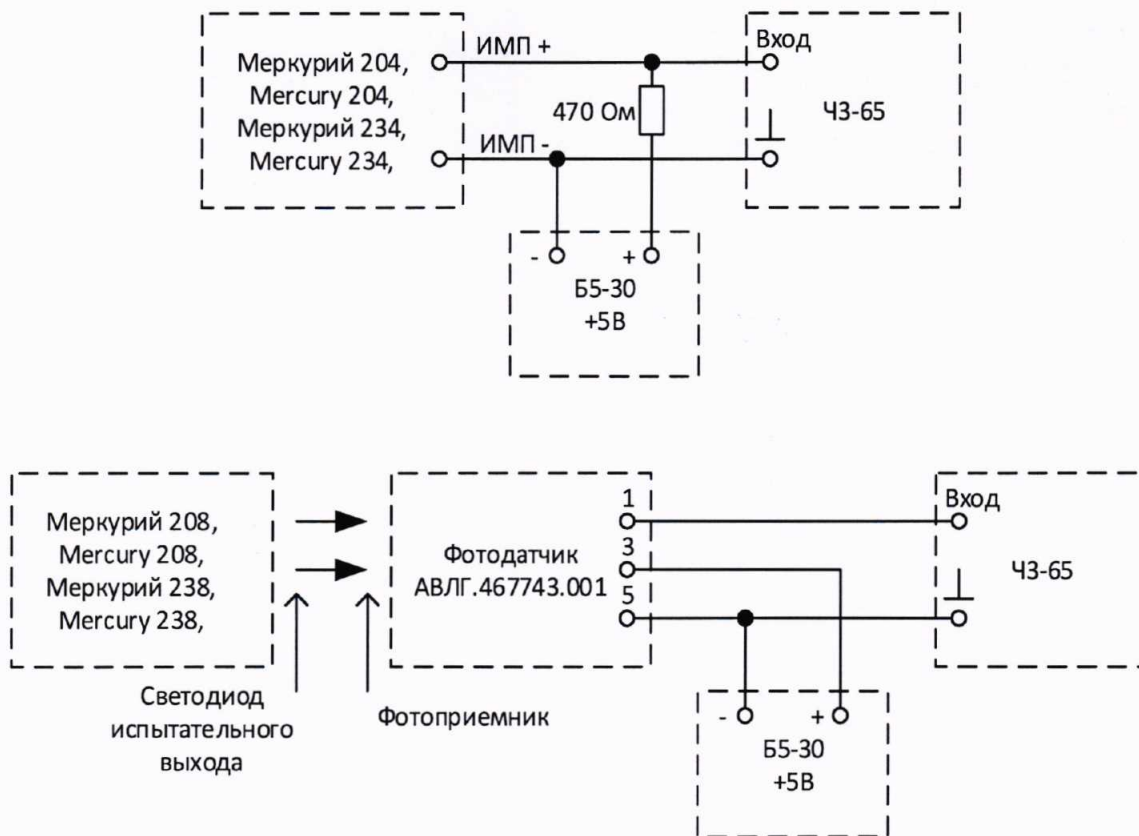 Меркурий 204,
Mercury 204,
Меркурий 234,
Mercury 234,
ИМП +
ИМП -
470 Ом
Вход
Ч3-65
- +
Б5-30
+5В
Меркурий 208,
Mercury 208,
Меркурий 238,
Mercury 238,
Светодиод
испытательного
выхода
Фотоприемник
Фотодатчик
АВЛГ.467743.001
1
3
5
Вход
Ч3-65
- +
Б5-30
+5В